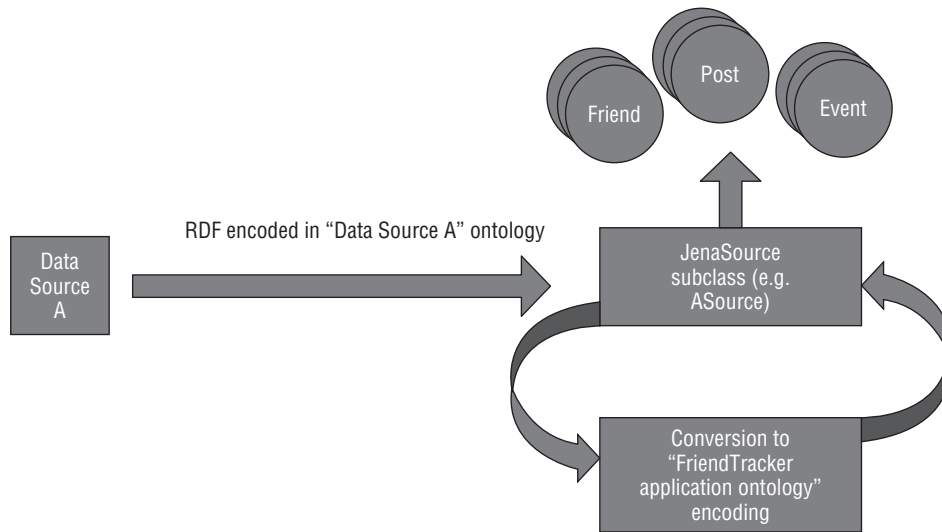 Friend
Post
Event
RDF encoded in “Data Source A” ontology
Data
Source
A
JenaSource
subclass (e.g.
ASource)
Conversion to
“FriendTracker
application ontology”
encoding